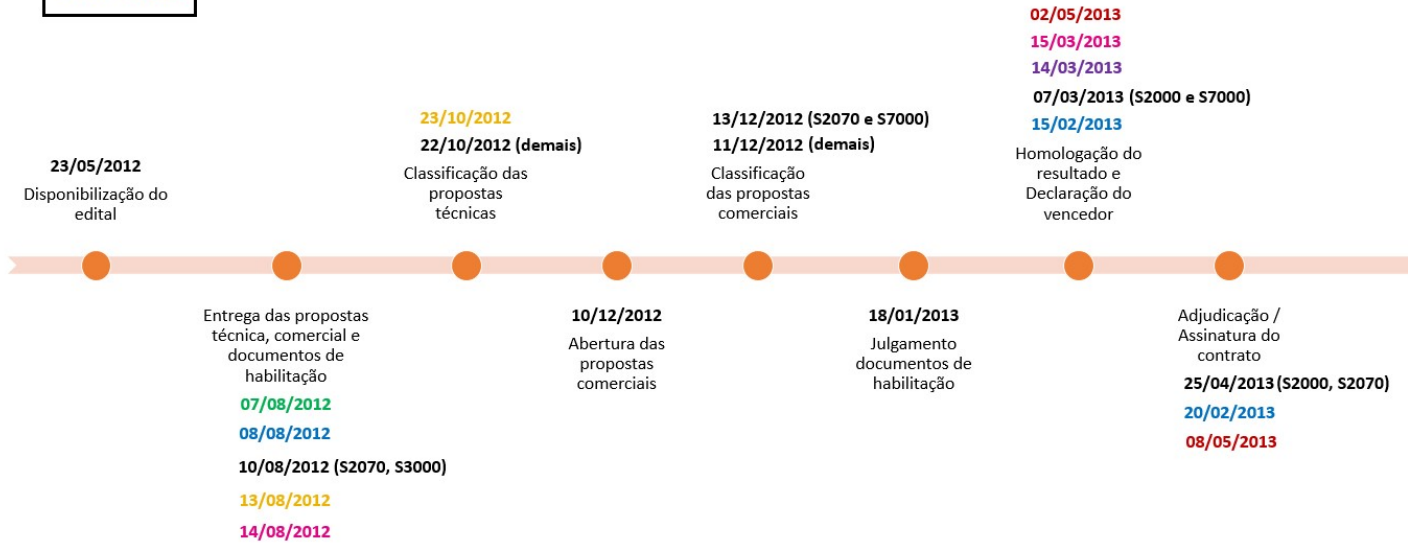 23/05/2012
Disponibilização do
edital
Entrega das propostas
técnica, comercial e
documentos de
habilitação
07/08/2012
08/08/2012
10/08/2012 (S2070, S3000)
13/08/2012
14/08/2012
23/10/2012
22/10/2012 (demais)
Classificação das
propostas
técnicas
10/12/2012
Abertura das
propostas
comerciais
13/12/2012 (S2070 e S7000)
11/12/2012 (demais)
Classificação
das propostas
comerciais
18/01/2013
Julgamento
documentos de
habilitação
02/05/2013
15/03/2013
14/03/2013
07/03/2013 (S2000 e S7000)
15/02/2013
Homologação do
resultado e
Declaração do
vencedor
Adjudicação /
Assinatura do
contrato
25/04/2013 (S2000, S2070)
20/02/2013
08/05/2013